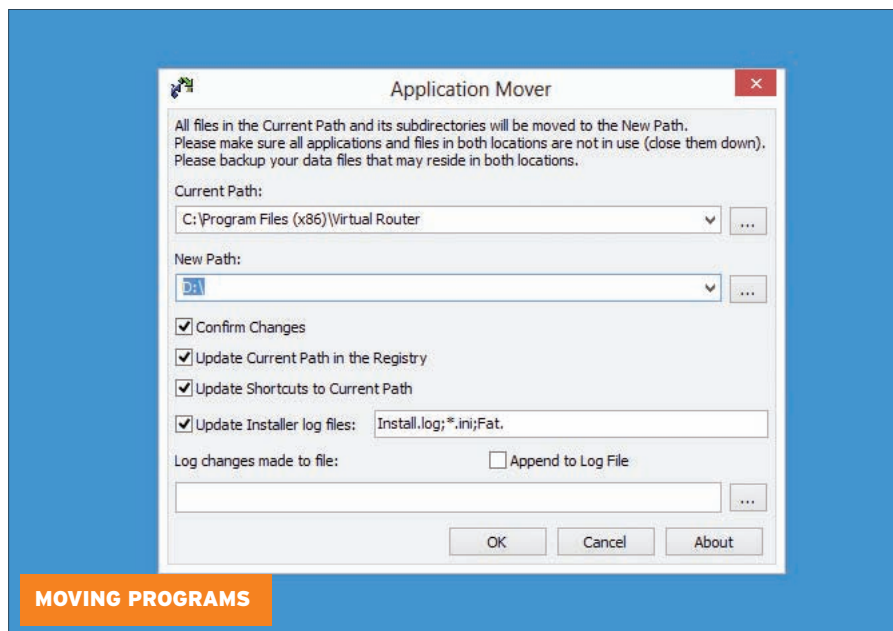 Application Mover
All files in the Current Path and its subdirectories will be moved to the New Path.
Please make sure all applications and files in both locations are not in use (close them down).
Please backup your data files that may reside in both locations.
Current Path:
C:\Program Files (x86)\Virtual Router
...
New Path:
D:\
...
Confirm Changes
Update Current Path in the Registry
Update Shortcuts to Current Path
Update Installer log files: Install.log;*.ini;Fat.
Log changes made to file: Append to Log File
...
OK Cancel About
MOVING PROGRAMS